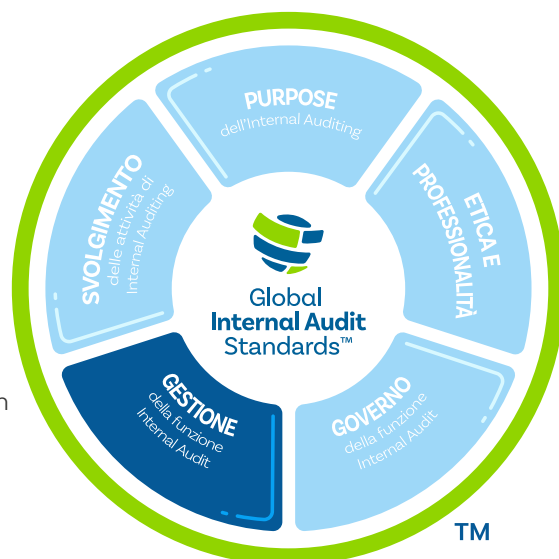 PURPOSE
dell'Internal Auditing
ETICA E
PROFESSIONALITÀ
GOVERNO
della funzione
Internal Audit
GESTIONE
della funzione
Internal Audit
SVOLGIMENTO
delle attività di
Internal Auditing
Global
Internal Audit
Standards™
n
TM